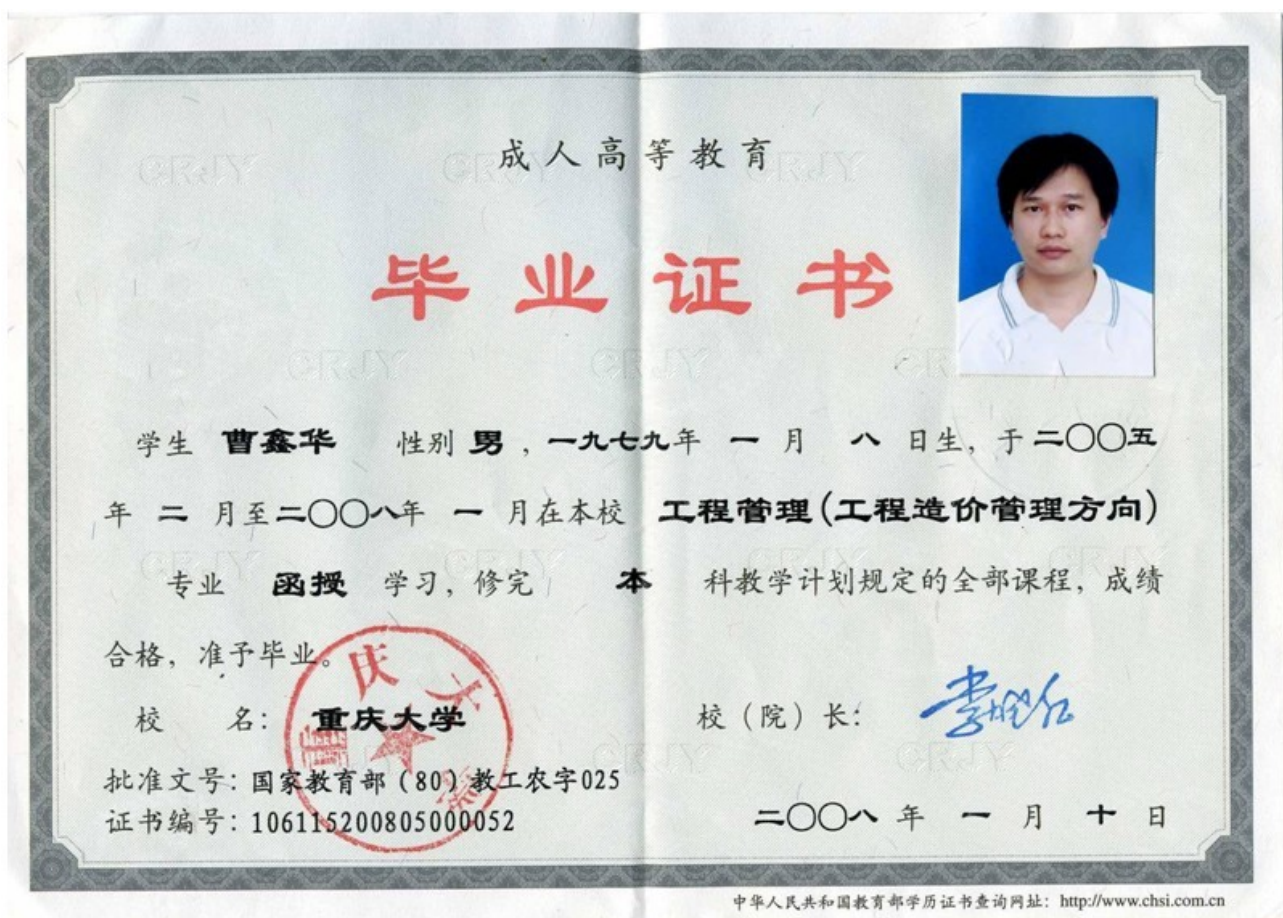 成人高等教育
毕业证书
学生 曹鑫华 性别 男，一九七九年 一 月 八 日生，于 二〇〇五
年 二 月至二〇〇八年 一 月在本校 工程管理(工程造价管理方向)
专业 函授 学习，修完 本 科教学计划规定的全部课程，成绩
合格，准予毕业。
校 名：重庆大学 校（院）长：
批准文号：国家教育部（80）教工农字025
证书编号：106115200805000052
二〇〇八 年 一 月 十 日
中华人民共和国教育部学历证书查询网址：http://www.chsi.com.cn
CRJY